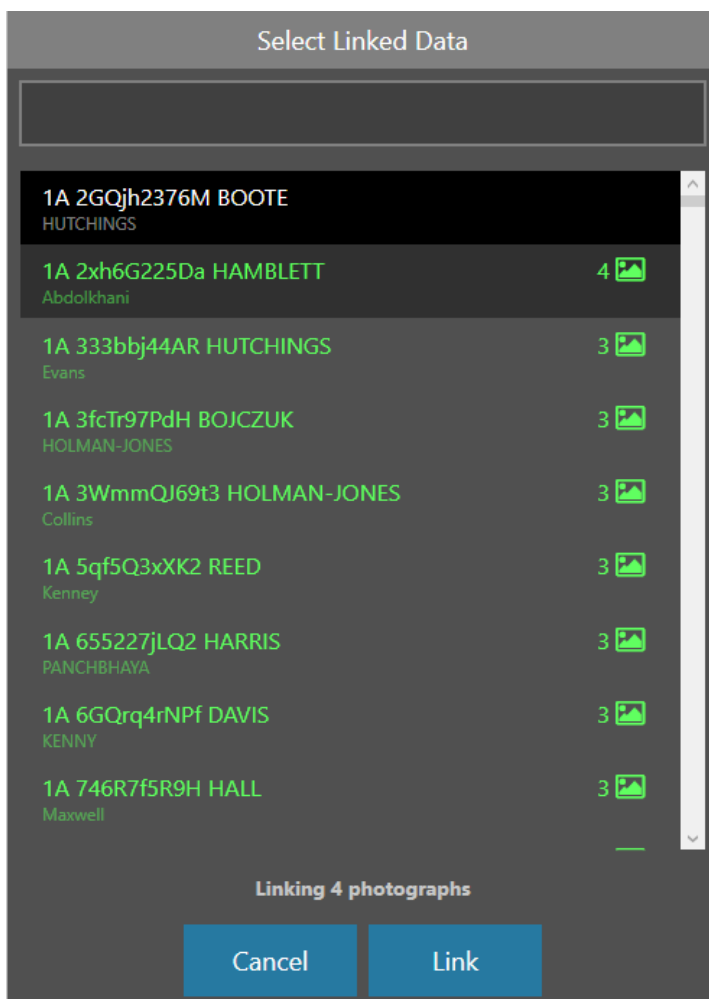 Select Linked Data
1A 2GQjh2376M BOOTE
HUTCHINGS
1A 2xh6G225Da HAMBLETT 4
Abdolkhani
1A 333bbj44AR HUTCHINGS 3
Evans
1A 3fcTr97PdH BOJCZUK 3
HOLMAN-JONES
1A 3WmmQJ69t3 HOLMAN-JONES 3
Collins
1A 5qf5Q3xXK2 REED 3
Kenney
1A 655227jLQ2 HARRIS 3
PANCHBHAYA
1A 6GQrq4rNPf DAVIS 3
KENNY
1A 746R7f5R9H HALL 3
Maxwell
Linking 4 photographs
Cancel Link